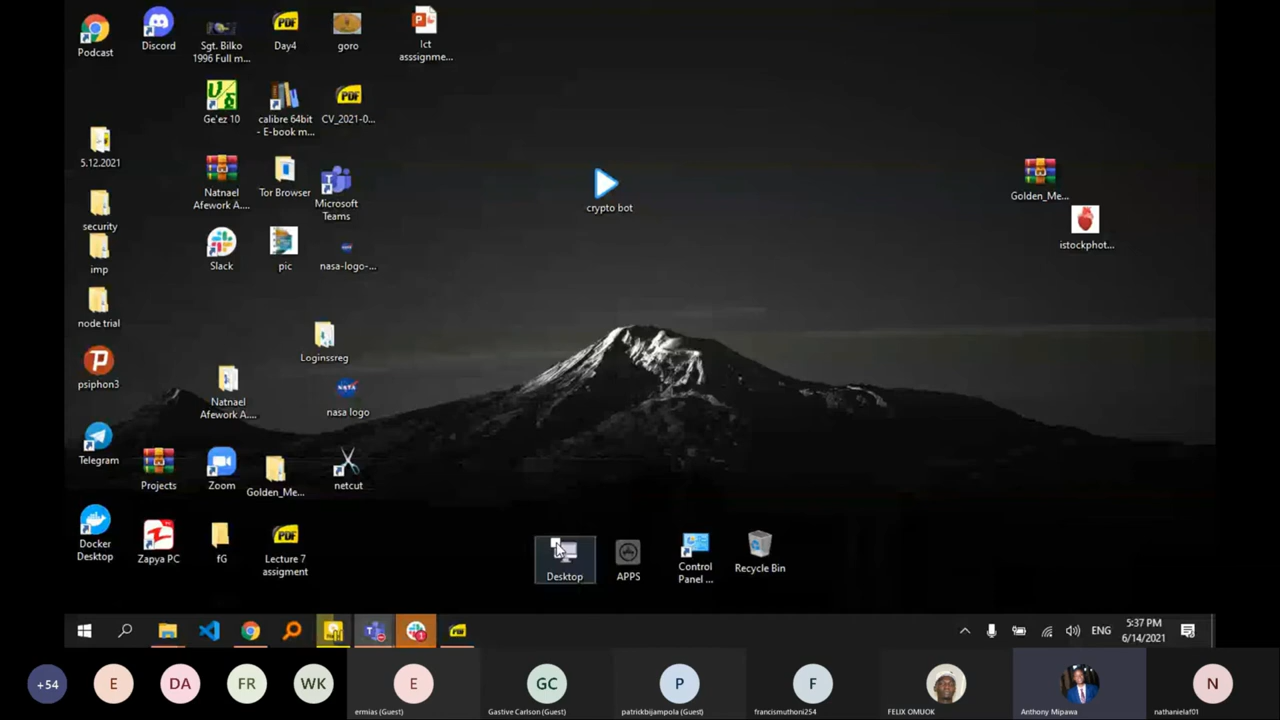 Podcast
Discord
Sgt. Bilko
1996 Full m...
Day4
goro
Ict
asssignme...
Ge'ez 10
calibre 64bit
- E-book m...
CV_2021-0...
5.12.2021
Natnael
Afework A....
Tor Browser
Microsoft
Teams
crypto bot
Golden_Me...
security
istockphot...
imp
Slack
pic
nasa-logo-...
node trial
Loginssreg
psiphon3
Natnael
Afework A....
NASA
nasa logo
Telegram
Projects
Zoom
Golden_Me...
netcut
Docker
Desktop
Zapya PC
fG
PDF
Lecture 7
assigment
Desktop
APPS
Control
Panel ...
Recycle Bin
ENG
5:37 PM
6/14/2021
+54
E
DA
FR
WK
E
ermias (Guest)
GC
Gastive Carlson (Guest)
P
patrickbijampola (Guest)
F
francismuthoni254
FELIX OMUOK
Anthony Mipawa
N
nathanielaf01